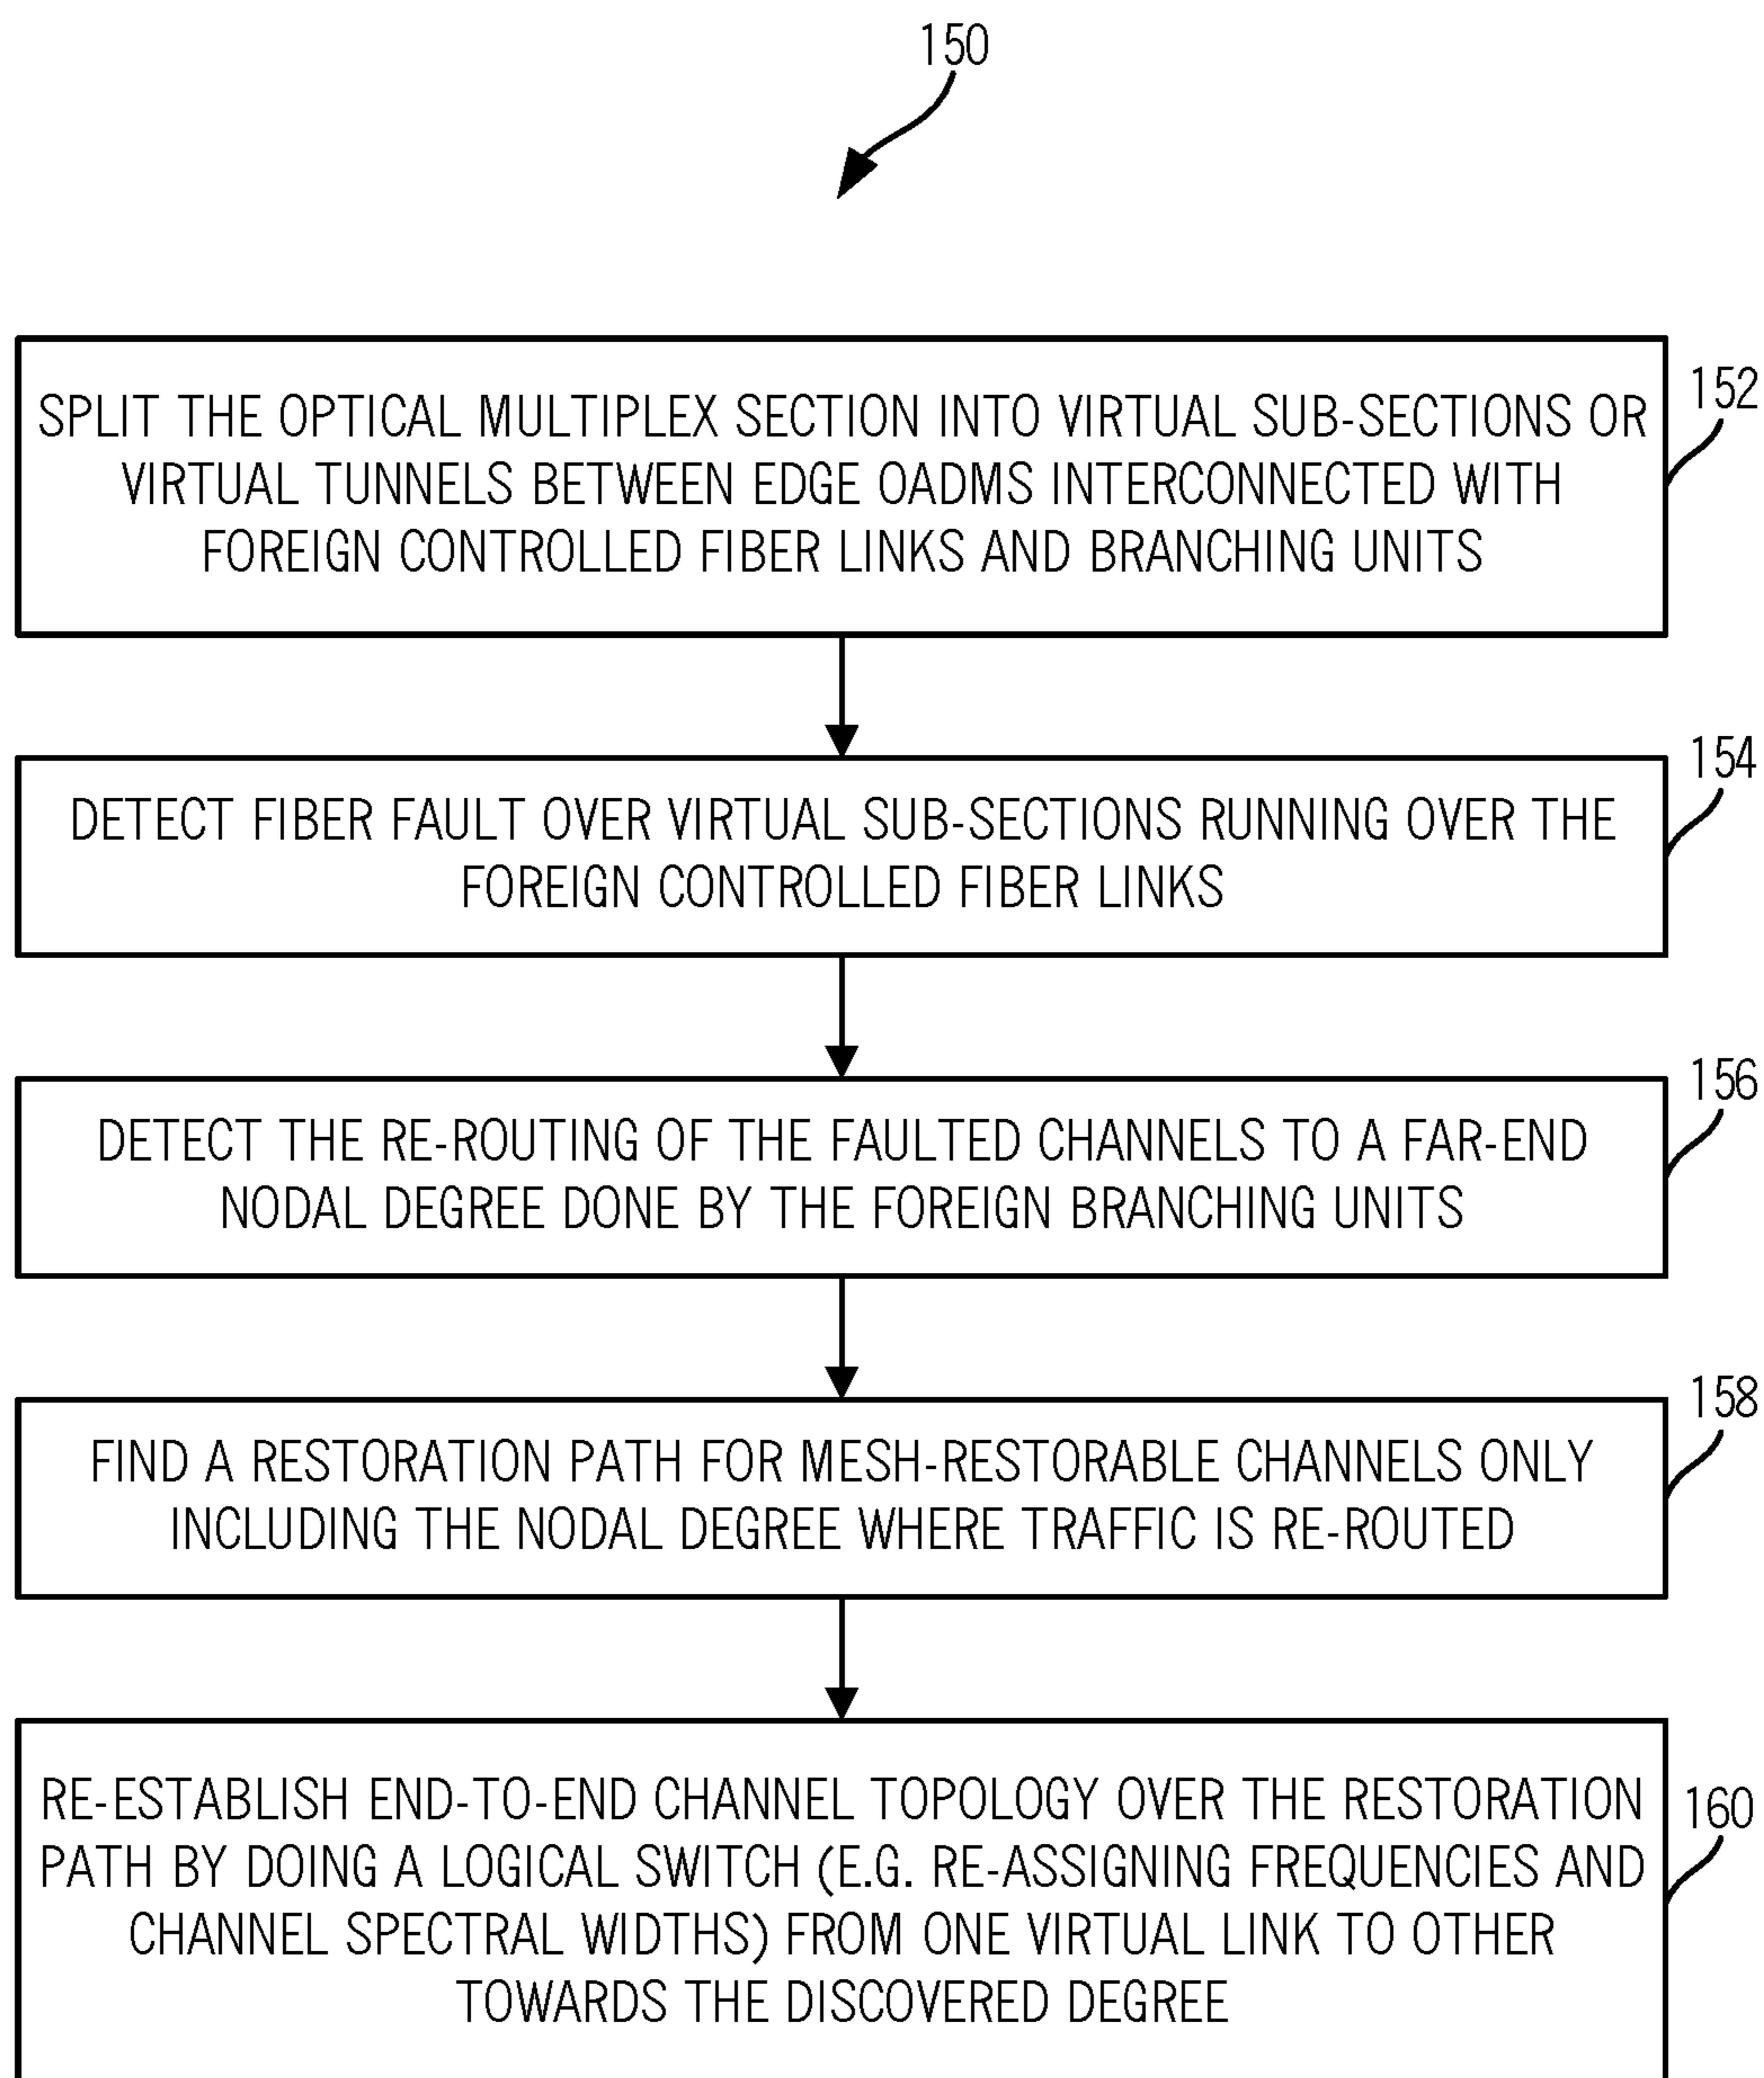 150
SPLIT THE OPTICAL MULTIPLEX SECTION INTO VIRTUAL SUB-SECTIONS OR
VIRTUAL TUNNELS BETWEEN EDGE OADMS INTERCONNECTED WITH
FOREIGN CONTROLLED FIBER LINKS AND BRANCHING UNITS
152
DETECT FIBER FAULT OVER VIRTUAL SUB-SECTIONS RUNNING OVER THE
FOREIGN CONTROLLED FIBER LINKS
154
DETECT THE RE-ROUTING OF THE FAULTED CHANNELS TO A FAR-END
NODAL DEGREE DONE BY THE FOREIGN BRANCHING UNITS
156
FIND A RESTORATION PATH FOR MESH-RESTORABLE CHANNELS ONLY
INCLUDING THE NODAL DEGREE WHERE TRAFFIC IS RE-ROUTED
158
RE-ESTABLISH END-TO-END CHANNEL TOPOLOGY OVER THE RESTORATION
PATH BY DOING A LOGICAL SWITCH (E.G. RE-ASSIGNING FREQUENCIES AND
CHANNEL SPECTRAL WIDTHS) FROM ONE VIRTUAL LINK TO OTHER
TOWARDS THE DISCOVERED DEGREE
160